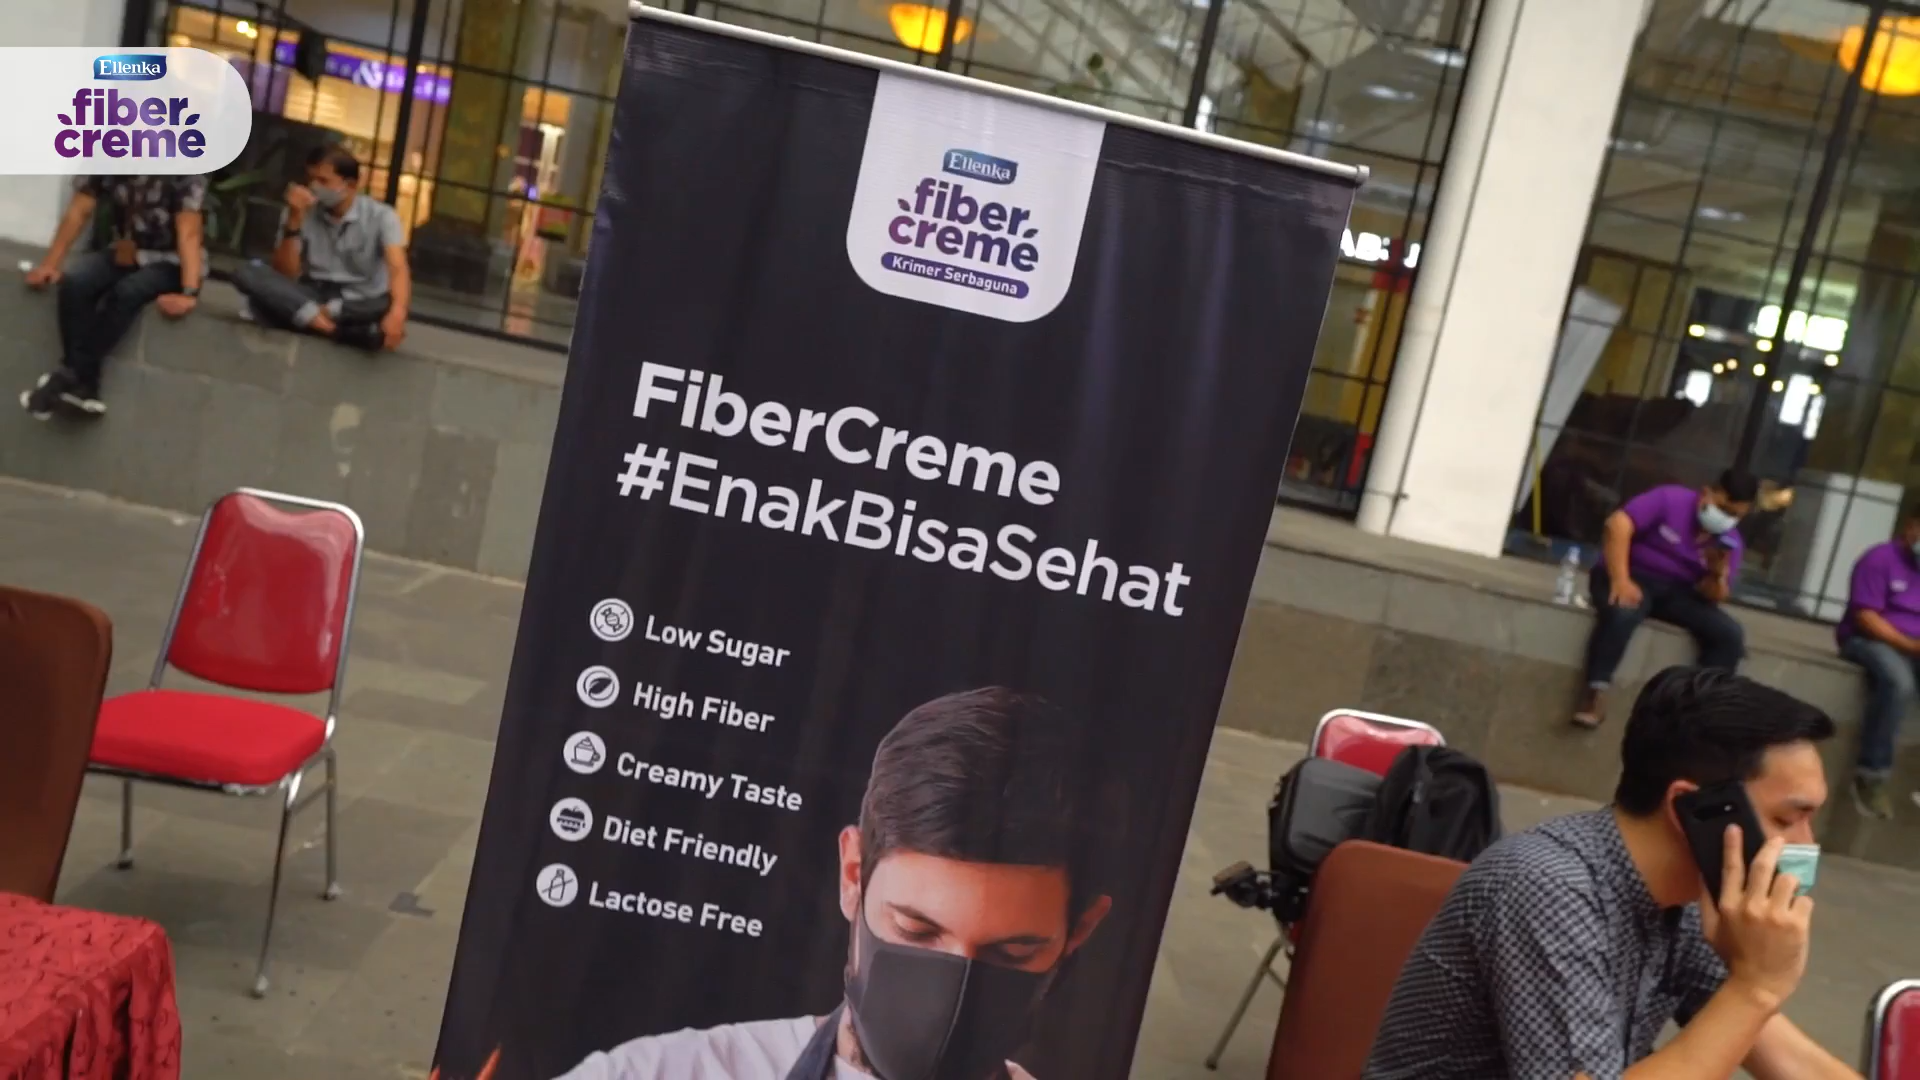 Ellenka
fiber
creme
Ellenka
fiber
creme
Krimer Serbaguna
FiberCreme
#EnakBisaSehat
Low Sugar
High Fiber
Creamy Taste
Diet Friendly
Lactose Free